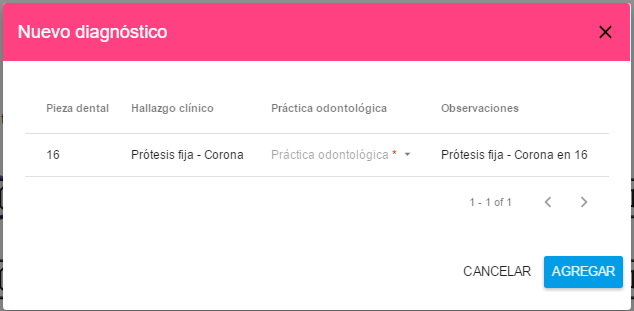 Nuevo diagnóstico
Pieza dental Hallazgo clínico Práctica odontológica Observaciones
16 Prótesis fija - Corona Práctica odontològica * Prótesis fija - Corona en 16
1 - 1 of 1
CANCELAR AGREGAR